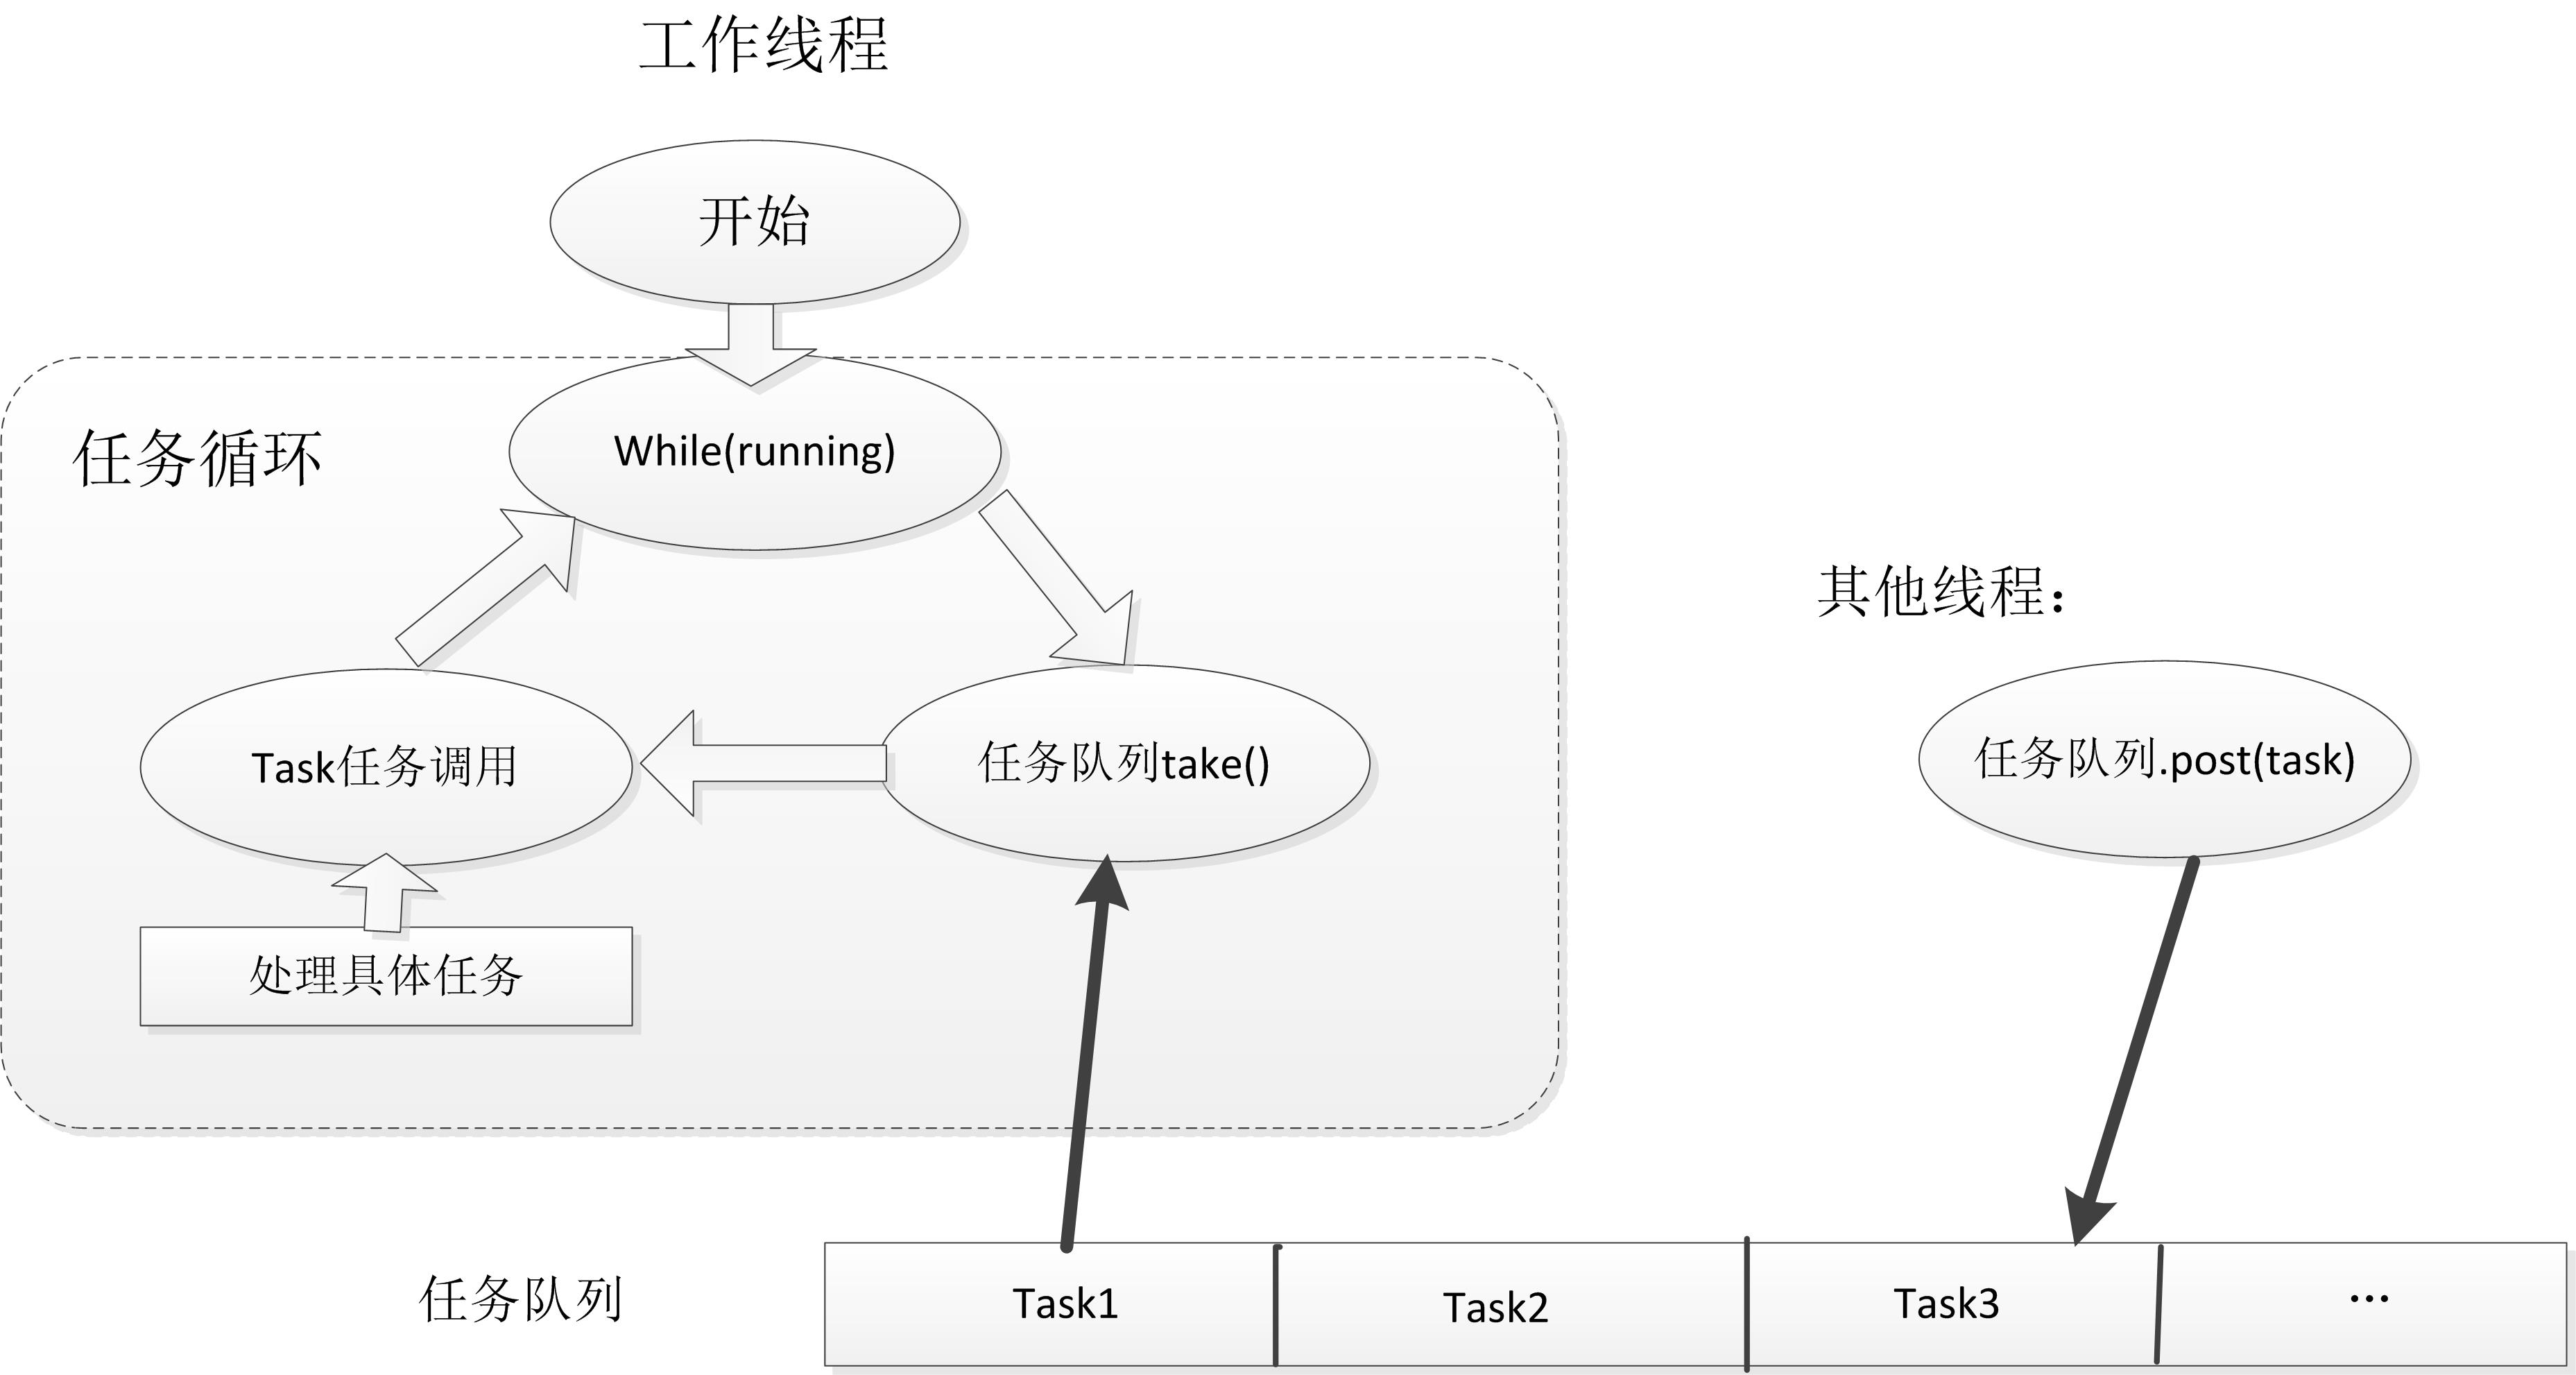 工作线程
开始
任务循环
While(running)
其他线程：
Task任务调用
任务队列take()
任务队列.post(task)
处理具体任务
任务队列
Task1
Task2
Task3
…